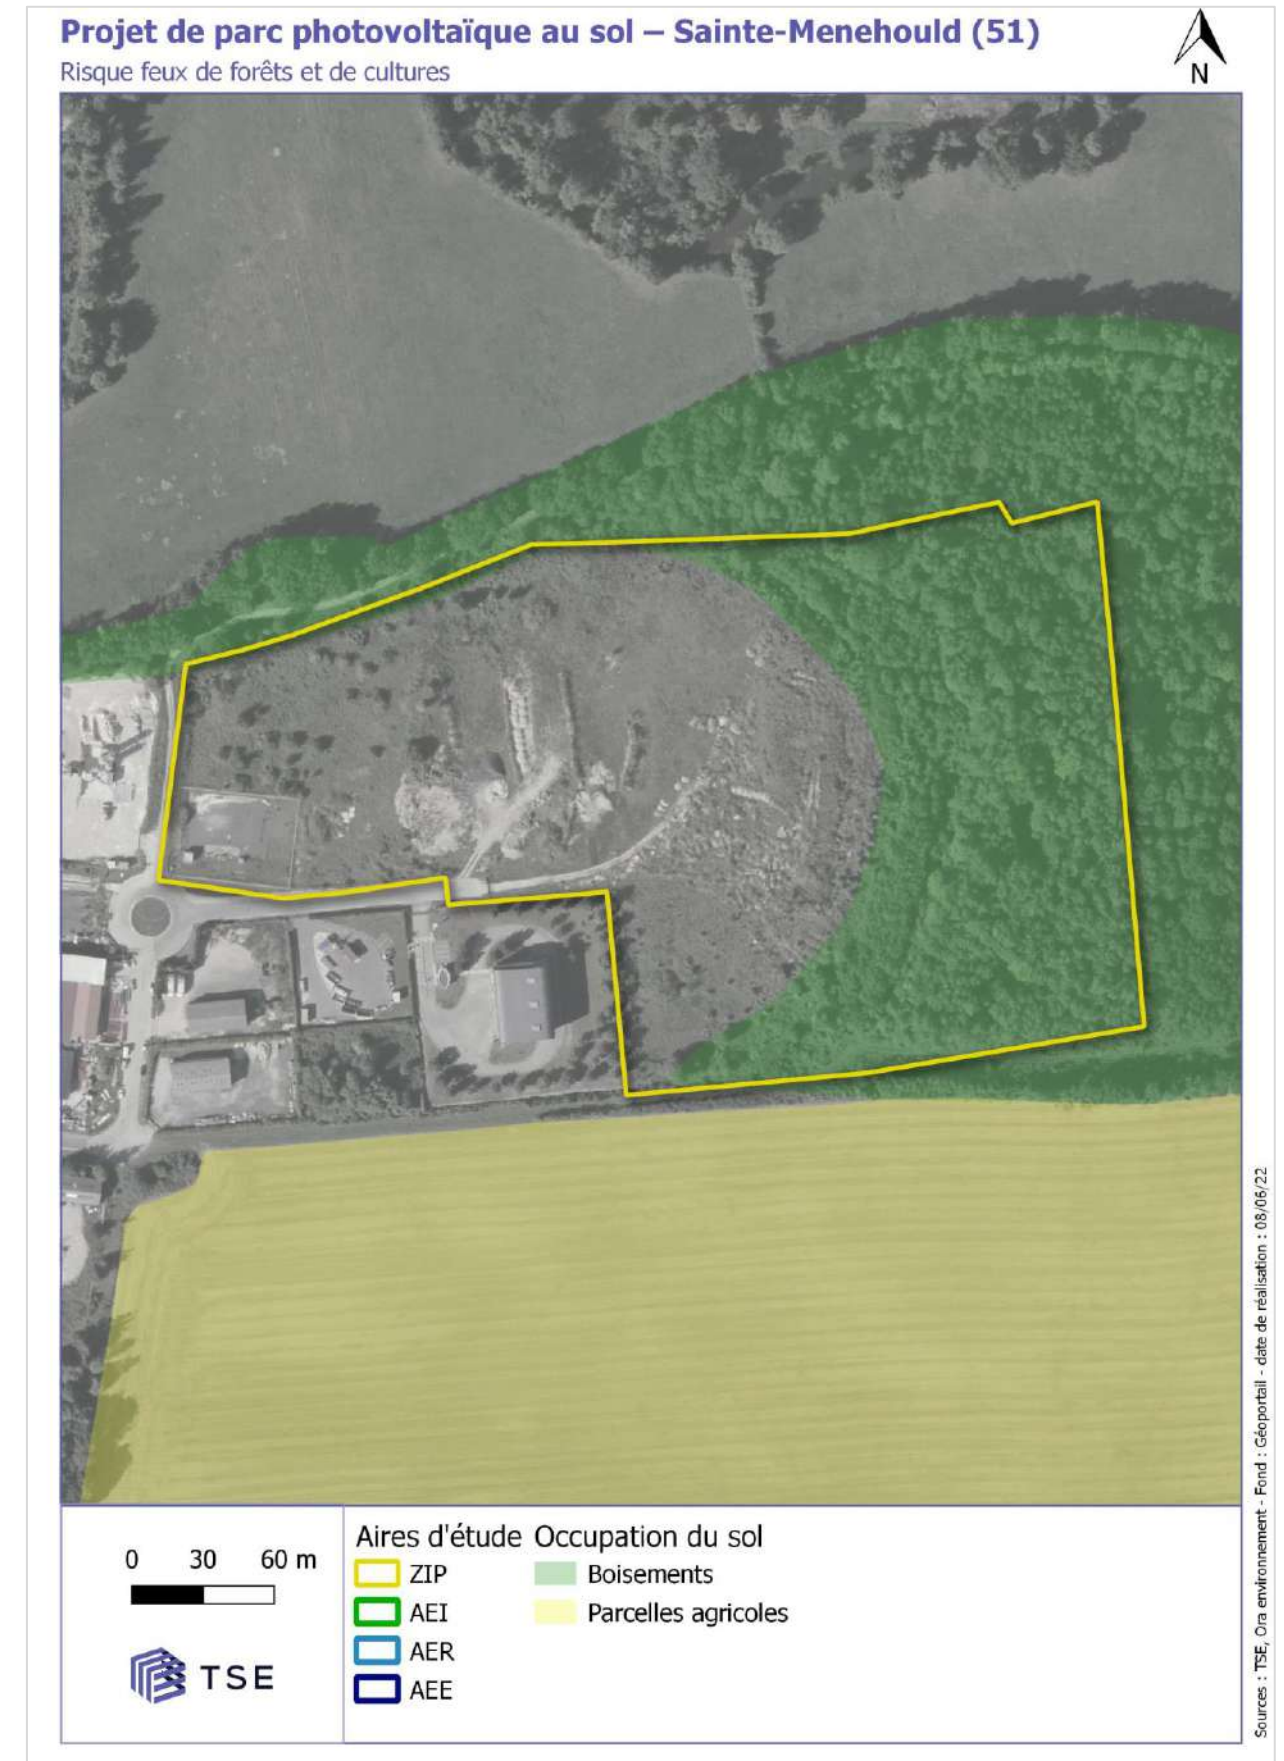 Projet de parc photovoltaïque au sol – Sainte-Menehould (51)
Risque feux de forêts et de cultures
N
0 30 60 m
TSE
Aires d'étude
ZIP
AEI
AER
AEE
Occupation du sol
Boisements
Parcelles agricoles
Sources : TSE, Ora environnement - Fond : Géoportail - date de réalisation : 08/06/22